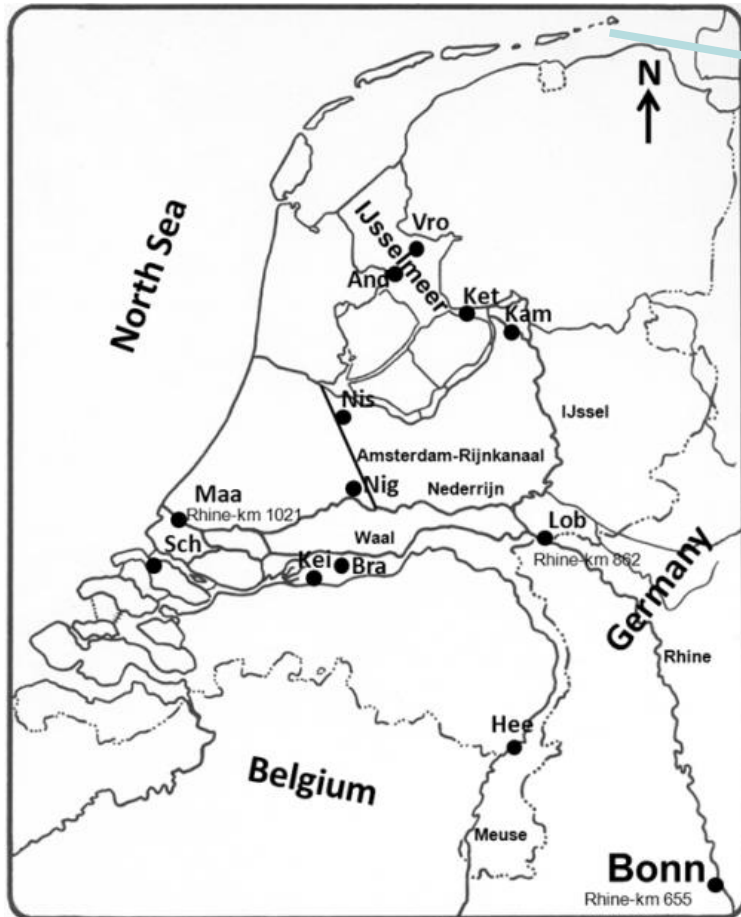 N
North Sea
IJsselmeer
Vro
And
Ket
Kam
Nis
IJssel
Amsterdam-Rijnkanaal
Nig
Nederrijn
Maa
Rhine-km 1021
Lob
Waal
Sch
Kei
Bra
Rhine-km 862
Germany
Rhine
Hee
Belgium
Meuse
Bonn
Rhine-km 655